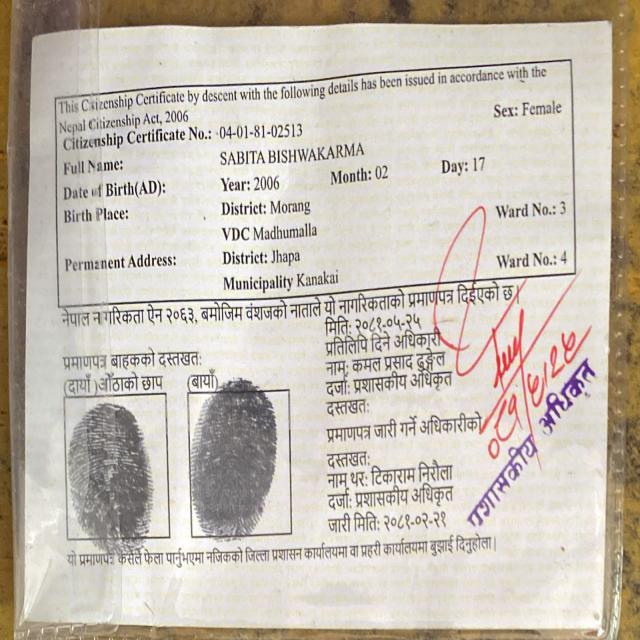 This Citizenship Certificate by descent with the following details has been issued in accordance with the
Nepal Citizenship Act, 2006
Citizenship Certificate No.: 04-01-81-02513 Sex: Female
Full Name: SABITA BISHWAKARMA
Date of Birth(AD): Year: 2006 Month: 02 Day: 17
Birth Place: District: Morang Ward No.: 3
VDC Madhumalla
Permanent Address: District: Jhapa Ward No.: 4
Municipality Kanakai
नेपाल नागरिकता ऐन २०६३, बमोजिम वंशजको नाताले यो नागरिकताको प्रमाणपत्र दिईएको छ।
मिति: २०८१-०५-२५
प्रतिलिपि दिने अधिकारी
प्रमाणपत्र बाहकको दस्तखत:
नाम: कमल प्रसाद ढुङ्गेल
(दायाँ) औंठाको छाप (बायाँ)
दर्जा: प्रशासकीय अधिकृत
दस्तखत:
प्रमाणपत्र जारी गर्ने अधिकारीको
दस्तखत:
नाम थर: टिकाराम निरौला
दर्जा: प्रशासकीय अधिकृत
जारी मिति: २०८१-०२-२१
प्रशासकीय अधिकृत
यो प्रमाणपत्र कसैले फेला पार्नुभएमा नजिकको जिल्ला प्रशासन कार्यालयमा वा प्रहरी कार्यालयमा बुझाई दिनुहोला।